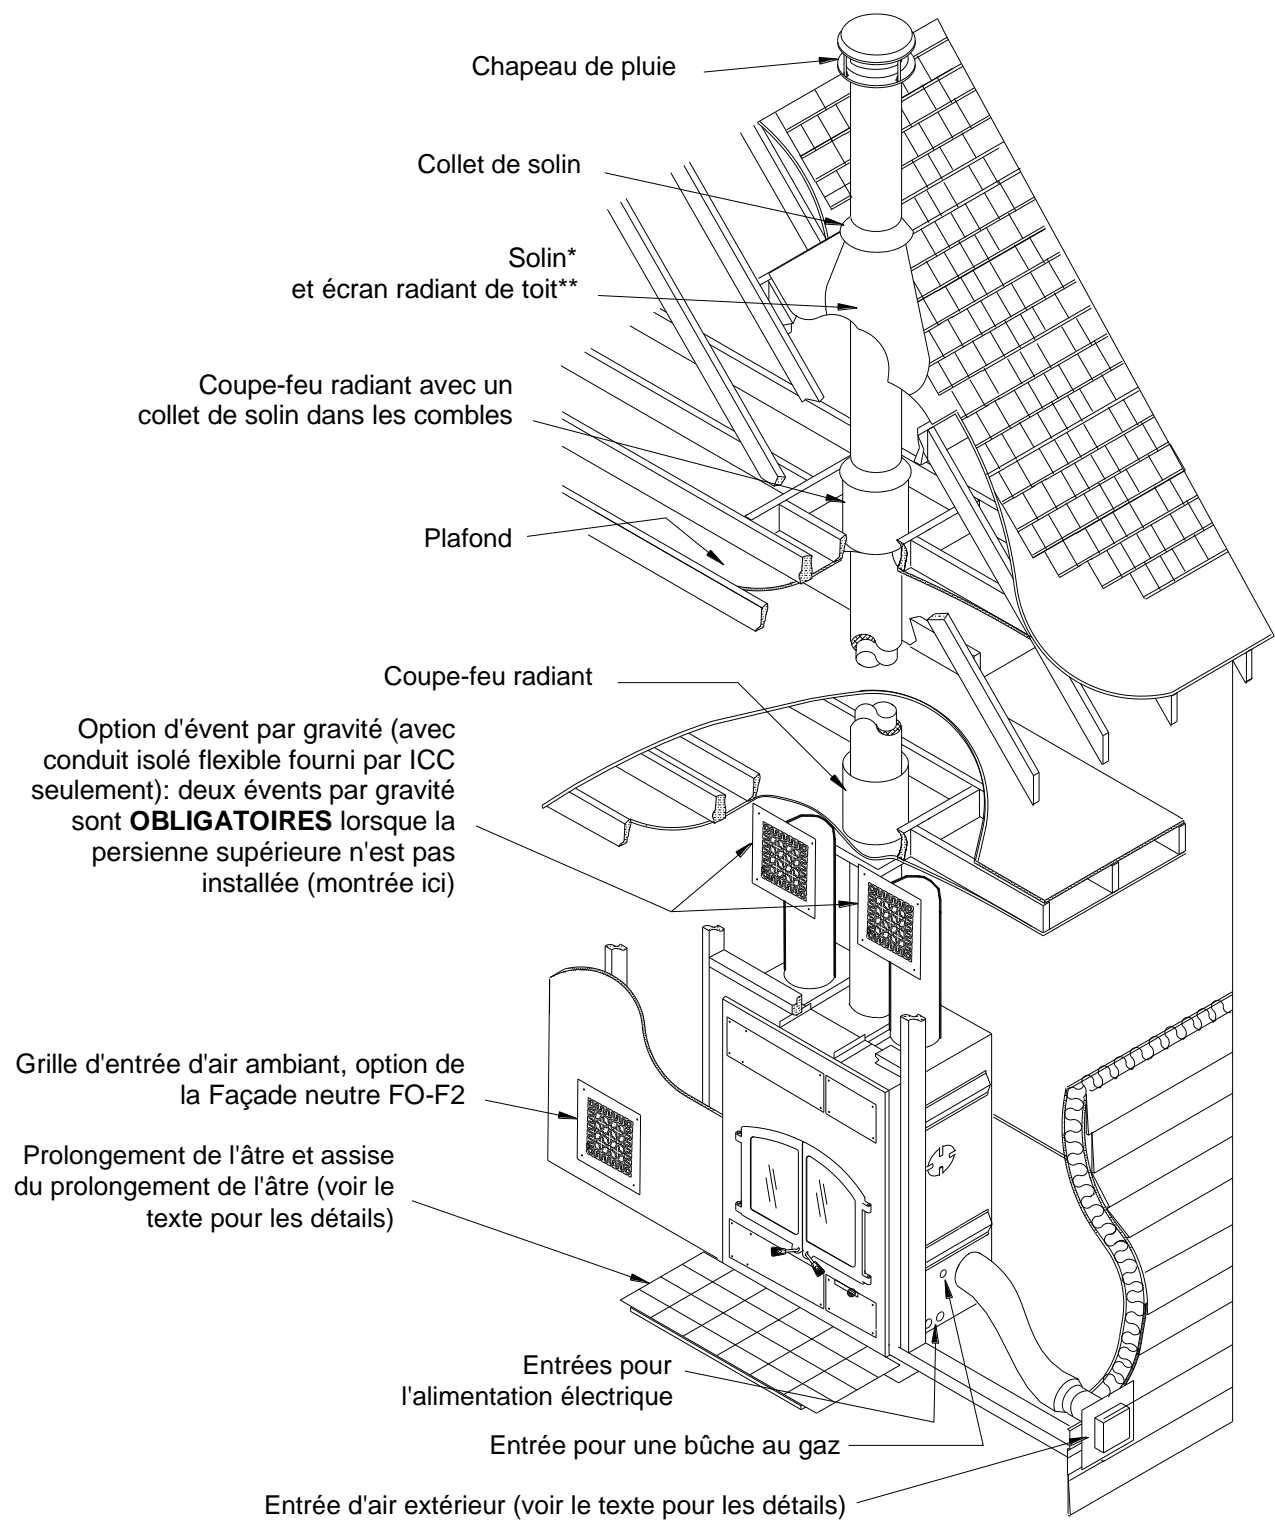 Chapeau de pluie
Collet de solin
Solin*
et écran radiant de toit**
Coupe-feu radiant avec un
collet de solin dans les combles
Plafond
Coupe-feu radiant
Option d'évent par gravité (avec
conduit isolé flexible fourni par ICC
seulement): deux évents par gravité
sont OBLIGATOIRES lorsque la
persienne supérieure n'est pas
installée (montrée ici)
Grille d'entrée d'air ambiant, option de
la Façade neutre FO-F2
Prolongement de l'âtre et assise
du prolongement de l'âtre (voir le
texte pour les détails)
Entrées pour
l'alimentation électrique
Entrée pour une bûche au gaz
Entrée d'air extérieur (voir le texte pour les détails)